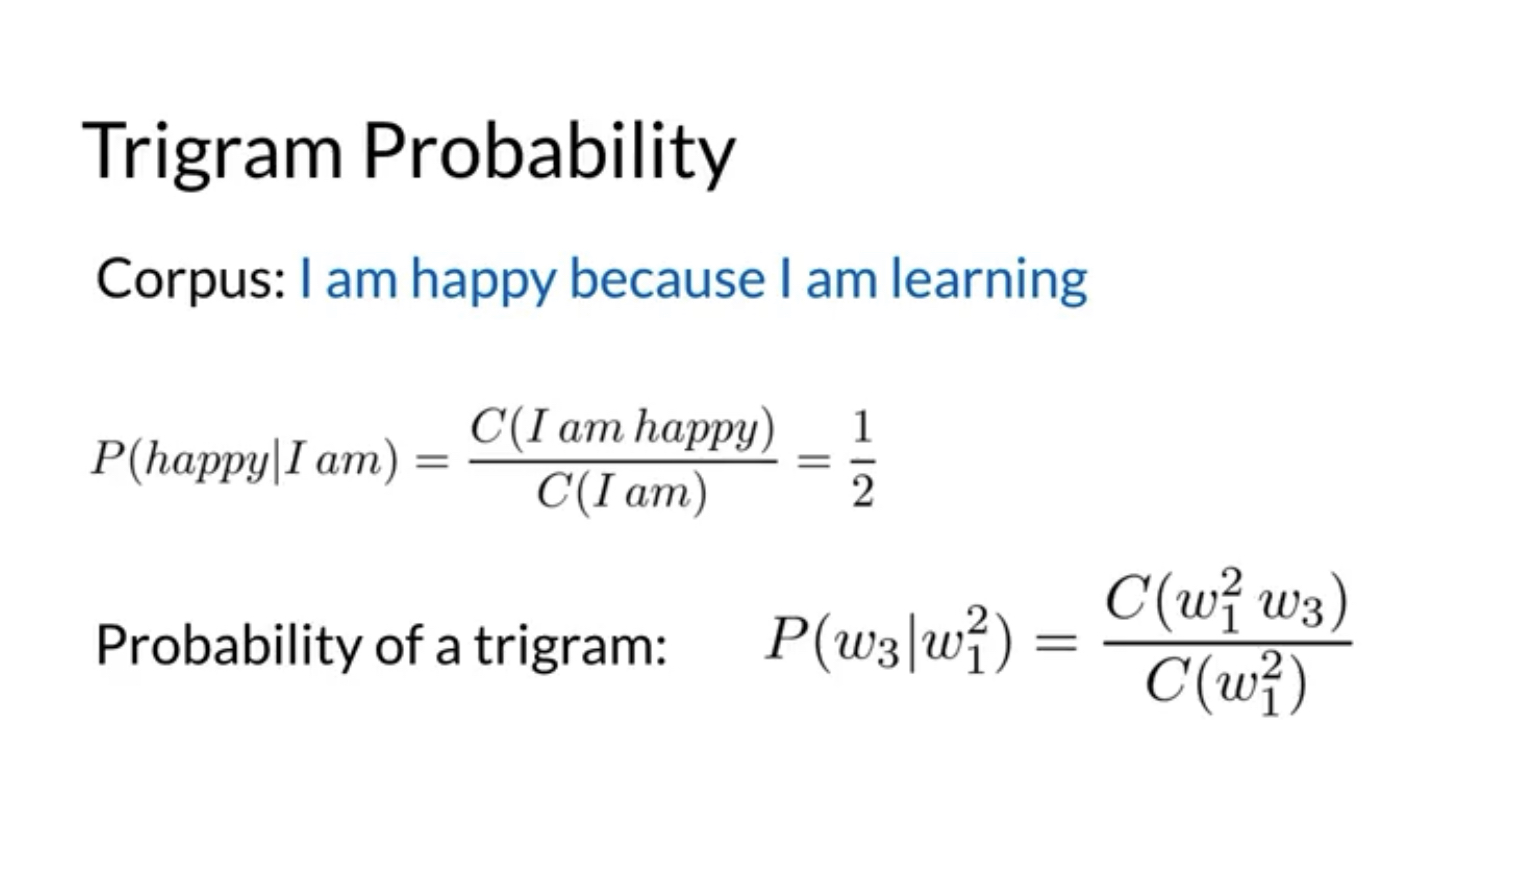 Trigram Probability
Corpus: I am happy because I am learning
P(happy|I am) = \frac{C(I am happy)}{C(I am)} = \frac{1}{2}
Probability of a trigram: P(w_3|w_1^2) = \frac{C(w_1^2 w_3)}{C(w_1^2)}